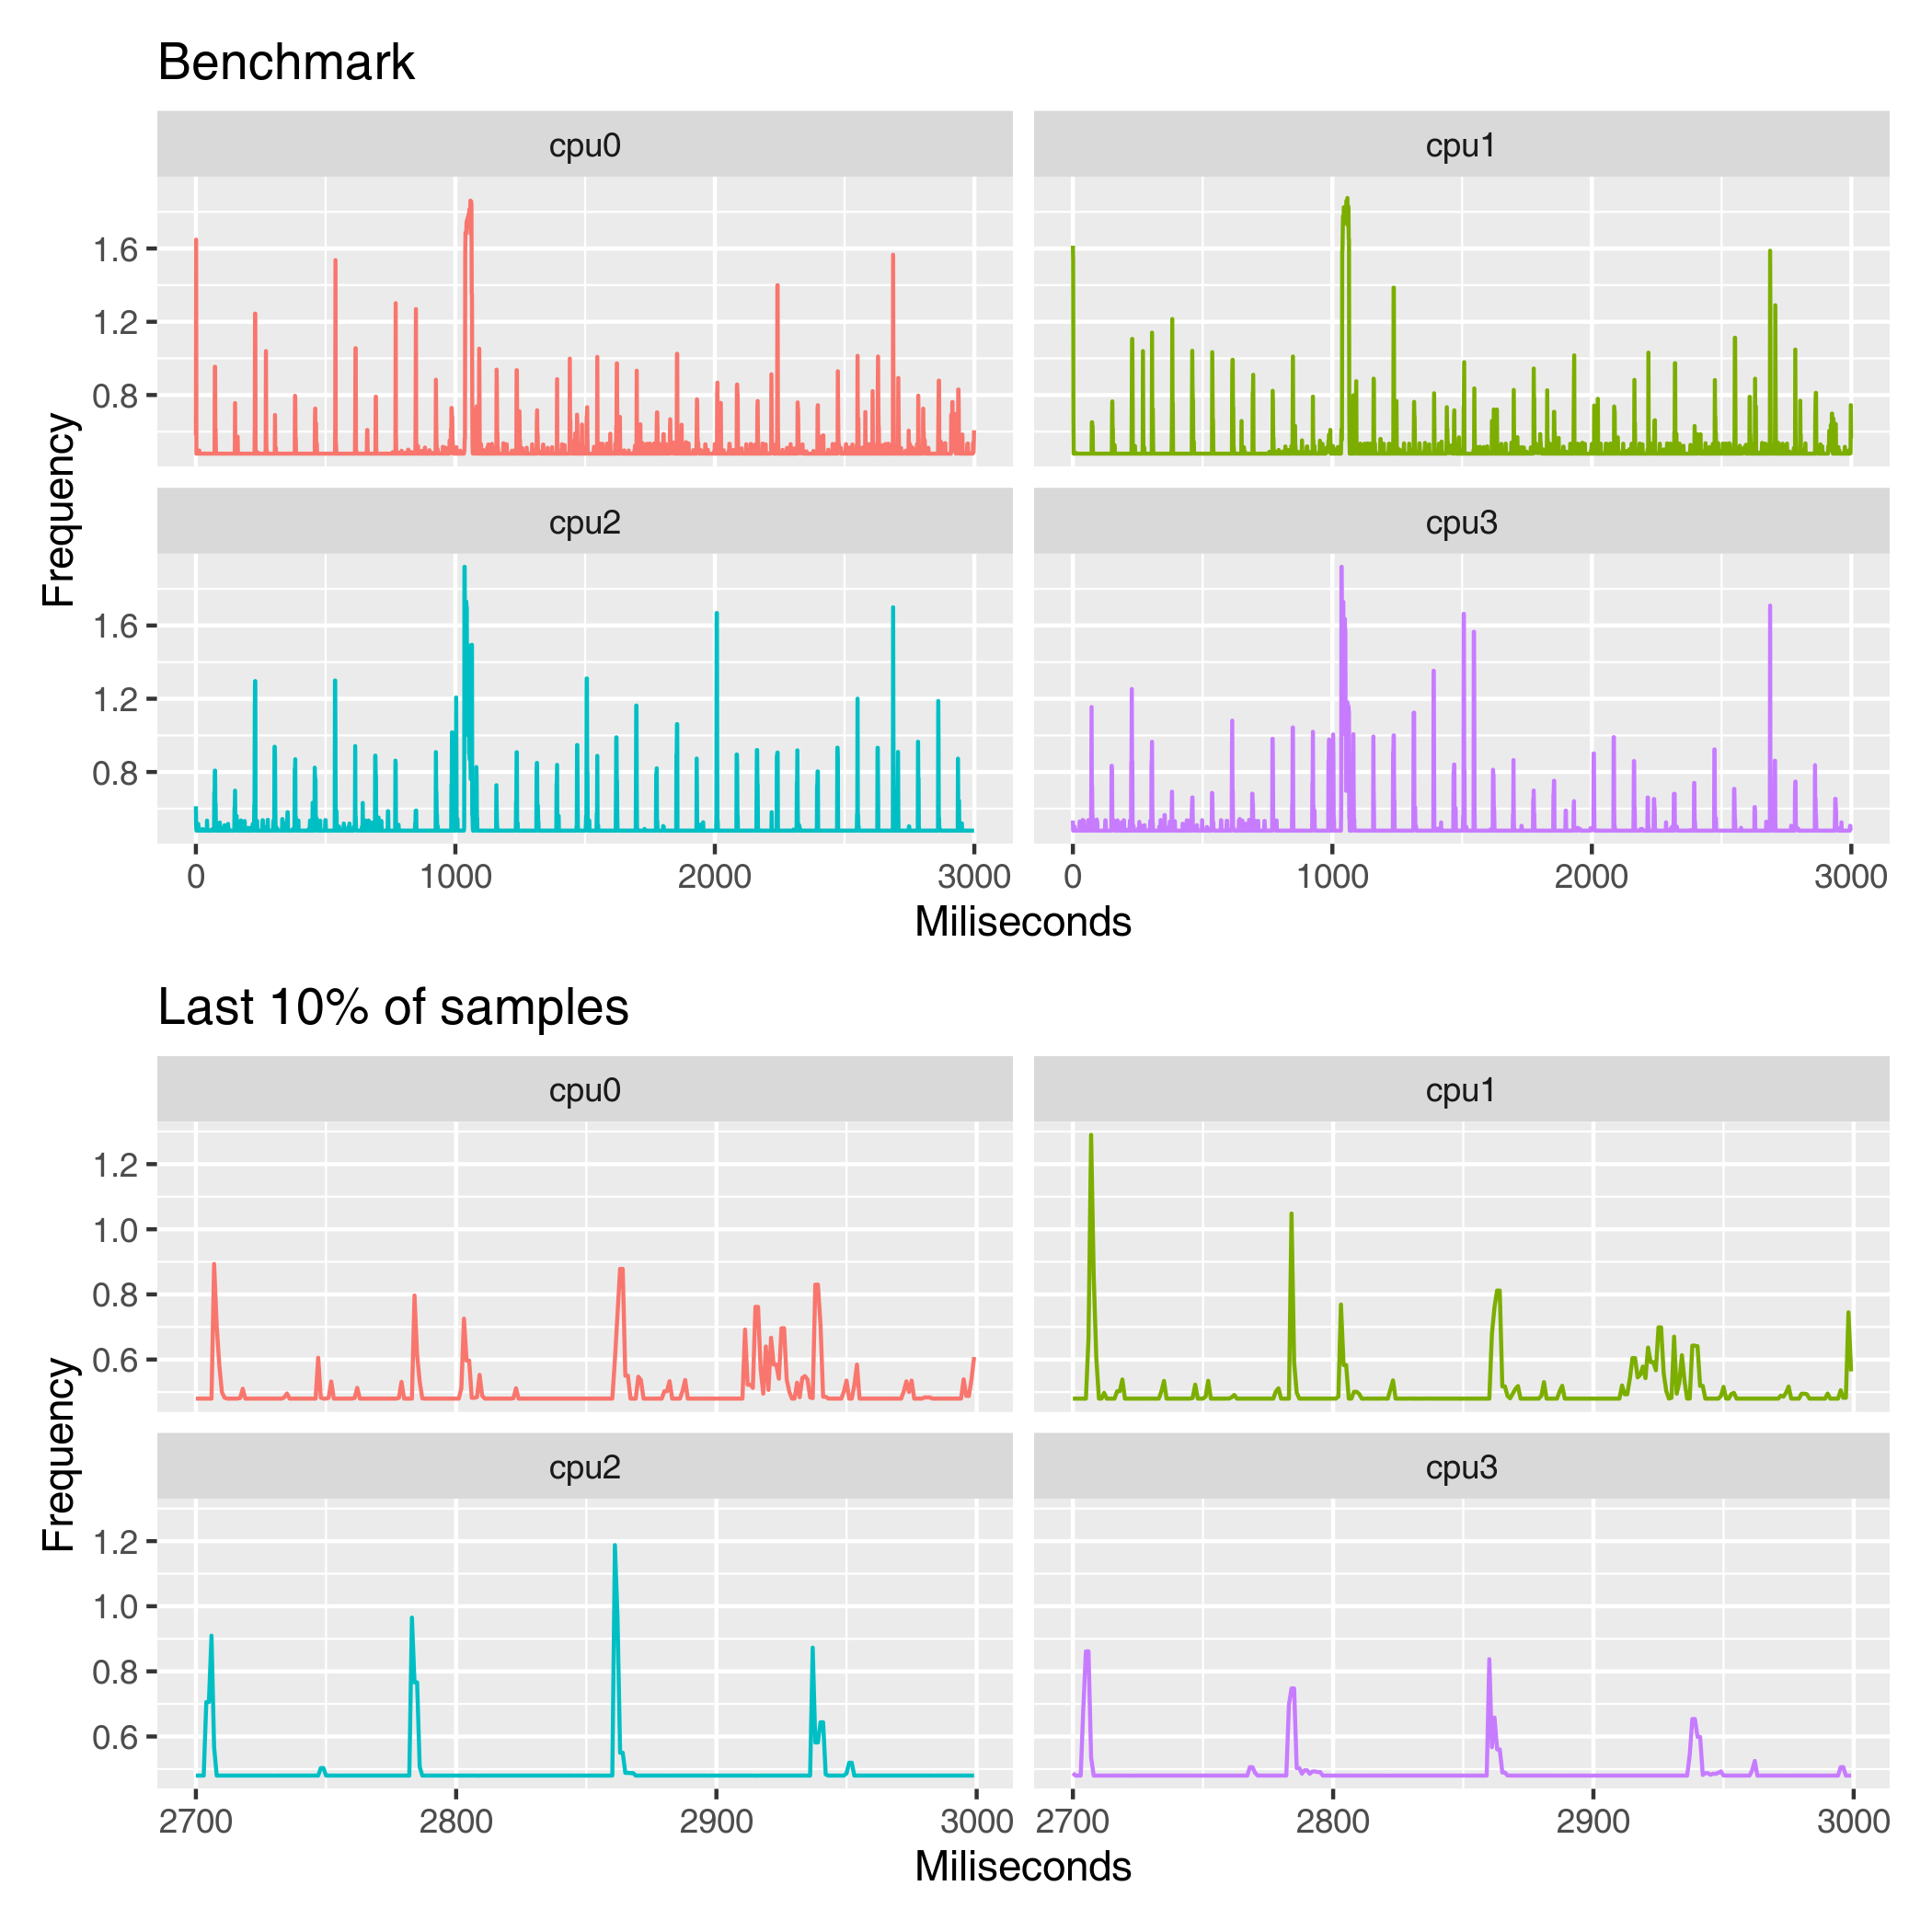 Benchmark
cpu0 cpu1
1.6
1.2
0.8
cpu2 cpu3
1.6
1.2
0.8
Frequency
0 1000 2000 3000 0 1000 2000 3000
Miliseconds
Last 10% of samples
cpu0 cpu1
1.2
1.0
0.8
0.6
cpu2 cpu3
1.2
1.0
0.8
0.6
Frequency
2700 2800 2900 3000 2700 2800 2900 3000
Miliseconds